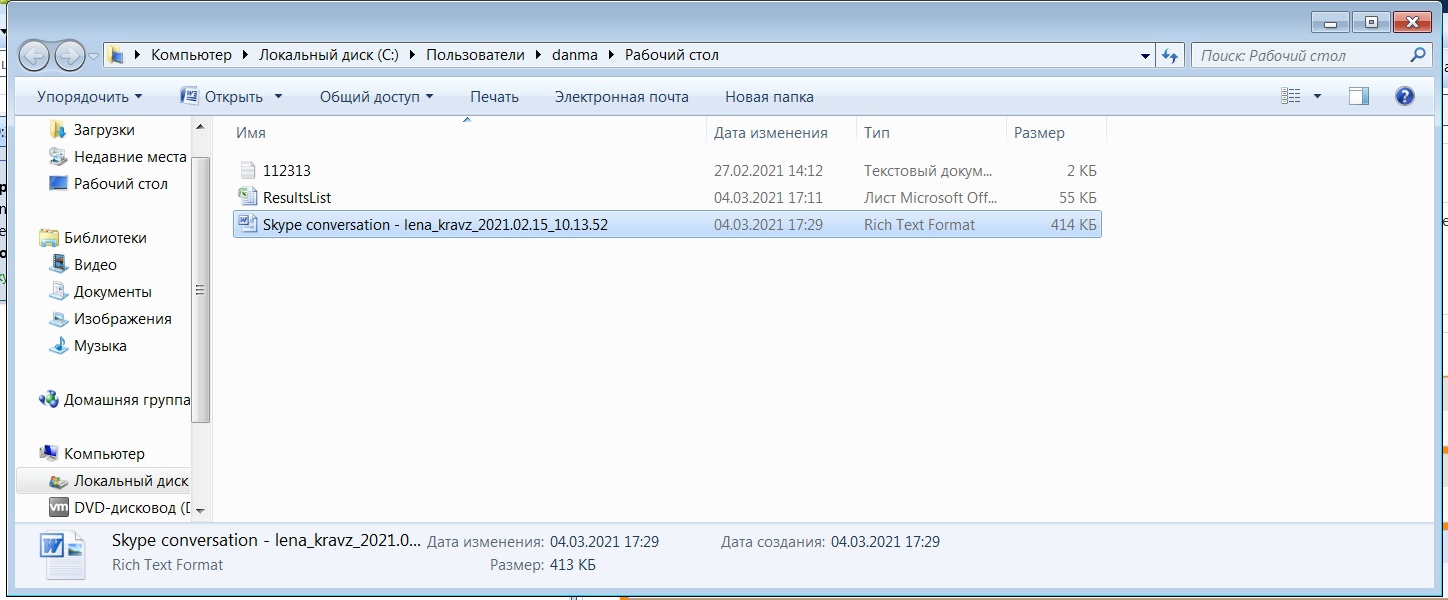 Компьютер Локальный диск (C:) Пользователи danma Рабочий стол Поиск: Рабочий стол
Упорядочить Открыть Общий доступ Печать Электронная почта Новая папка
Загрузки
Недавние места
Рабочий стол
Библиотеки
Видео
Документы
Изображения
Музыка
Домашняя группа
Компьютер
Локальный диск
DVD-дисковод (D
Имя Дата изменения Тип Размер
112313 27.02.2021 14:12 Текстовый докум... 2 КБ
ResultsList 04.03.2021 17:11 Лист Microsoft Off... 55 КБ
Skype conversation - lena_kravz_2021.02.15_10.13.52 04.03.2021 17:29 Rich Text Format 414 КБ
Skype conversation - lena_kravz_2021.0... Дата изменения: 04.03.2021 17:29 Дата создания: 04.03.2021 17:29
Rich Text Format Размер: 413 КБ